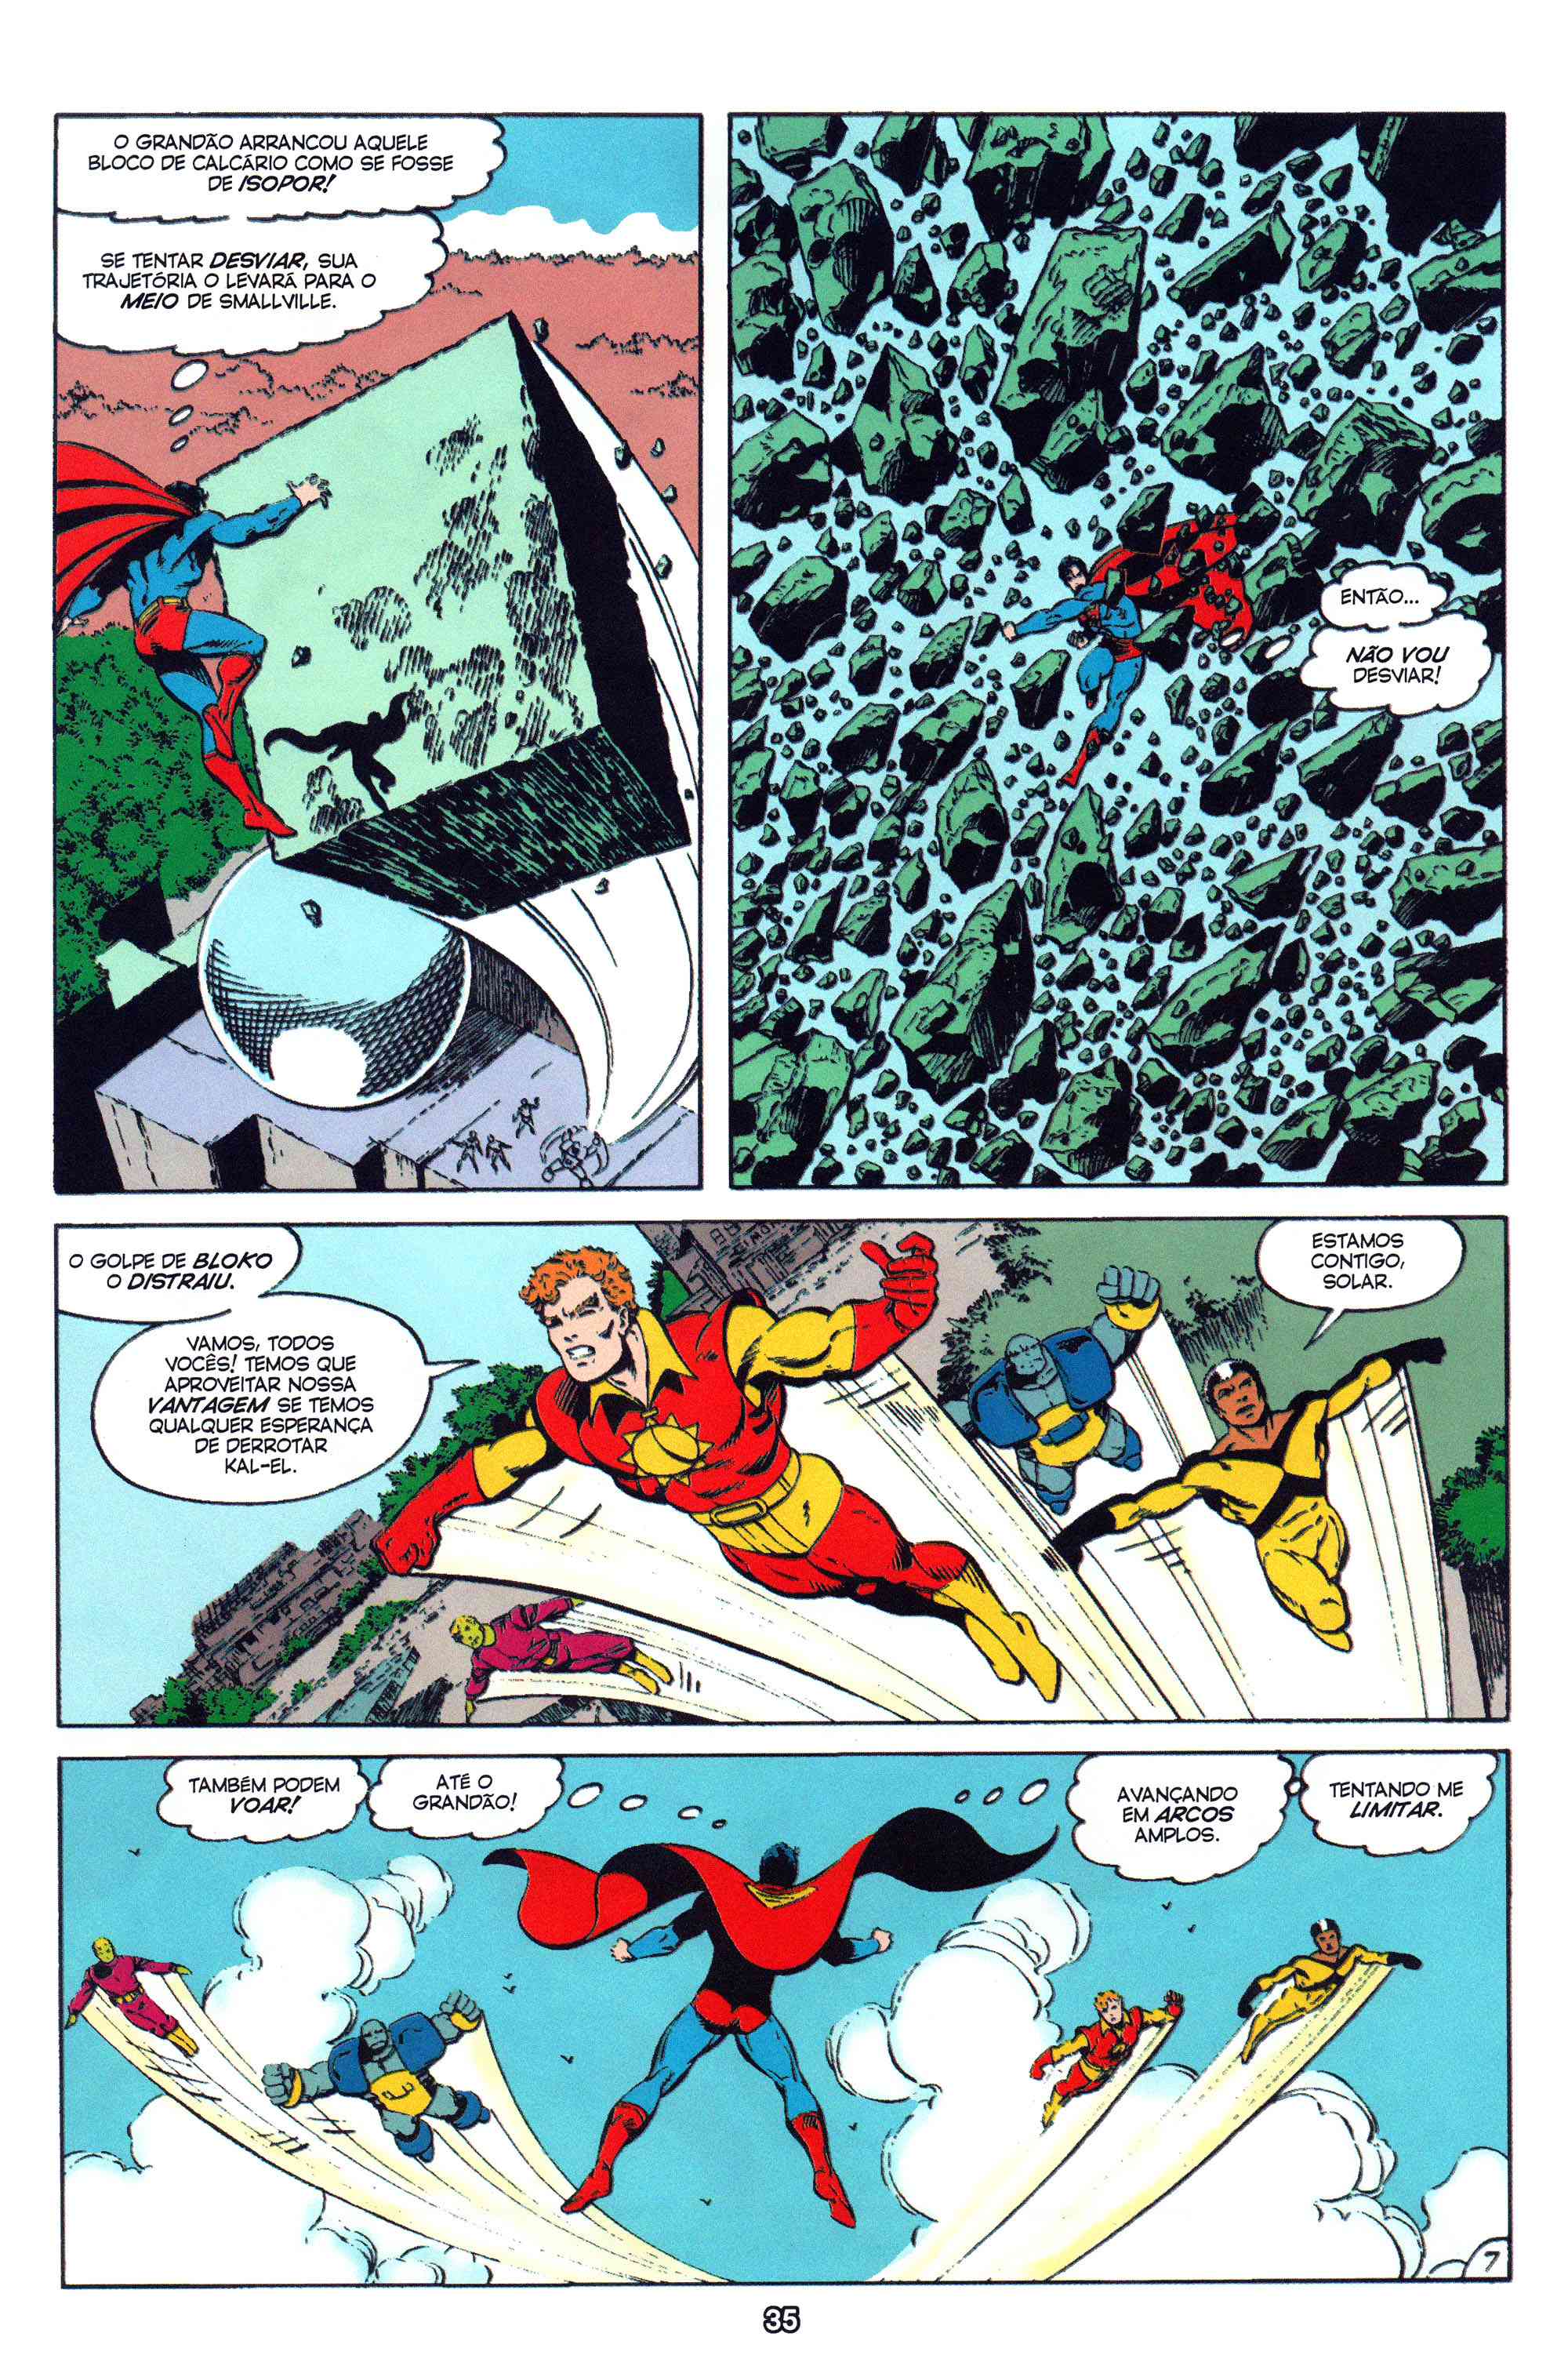 O GRANDÃO ARRANCOU AQUELE
BLOCO DE CALCÁRIO COMO SE FOSSE
DE ISOPOR!
SE TENTAR DESVIAR, SUA
TRAJETÓRIA O LEVARÁ PARA O
MEIO DE SMALLVILLE.
ENTÃO...
NÃO VOU
DESVIAR!
O GOLPE DE BLOKO
O DISTRAIU.
VAMOS, TODOS
VOCÊS! TEMOS QUE
APROVEITAR NOSSA
VANTAGEM SE TEMOS
QUALQUER ESPERANÇA
DE DERROTAR
KAL-EL.
ESTAMOS
CONTIGO,
SOLAR.
TAMBÉM PODEM
VOAR!
ATÉ O
GRANDÃO!
AVANÇANDO
EM ARCOS
AMPLOS.
TENTANDO ME
LIMITAR.
7
35